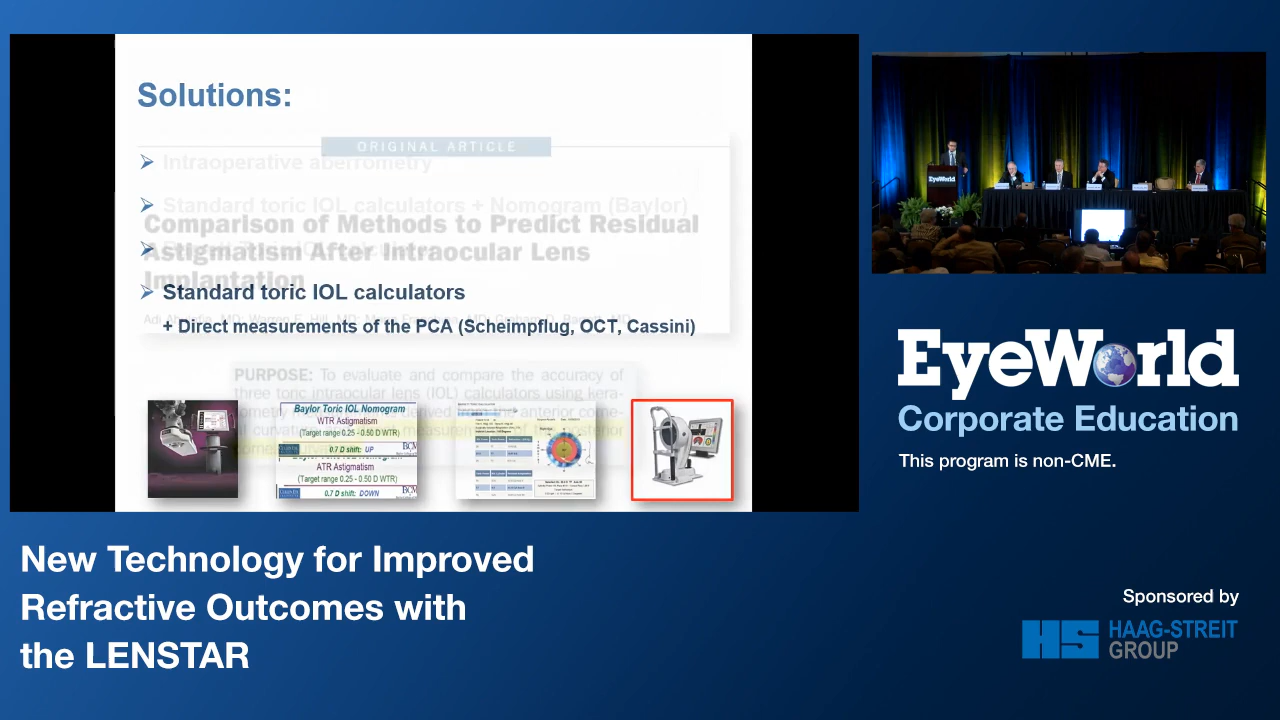 Solutions:
ORIGINAL ARTICLE
Intraoperative aberrometry
Standard toric IOL calculators + Nomogram (Baylor)
Comparison of Methods to Predict Residual
Astigmatism After Intraocular Lens
Implantation
Standard toric IOL calculators
+ Direct measurements of the PCA (Scheimpflug, OCT, Cassini)
PURPOSE: To evaluate and compare the accuracy of
three toric intraocular lens (IOL) calculators using kera-
Baylor Toric IOL Nomogram
WTR Astigmatism
(Target range 0.25 - 0.50 D WTR)
0.7 D shift: UP
ATR Astigmatism
(Target range 0.25 - 0.50 D WTR)
0.7 D shift: DOWN
EyeWorld
EyeWorld
Corporate Education
This program is non-CME.
New Technology for Improved
Refractive Outcomes with
the LENSTAR
Sponsored by
HS HAAG-STREIT
GROUP